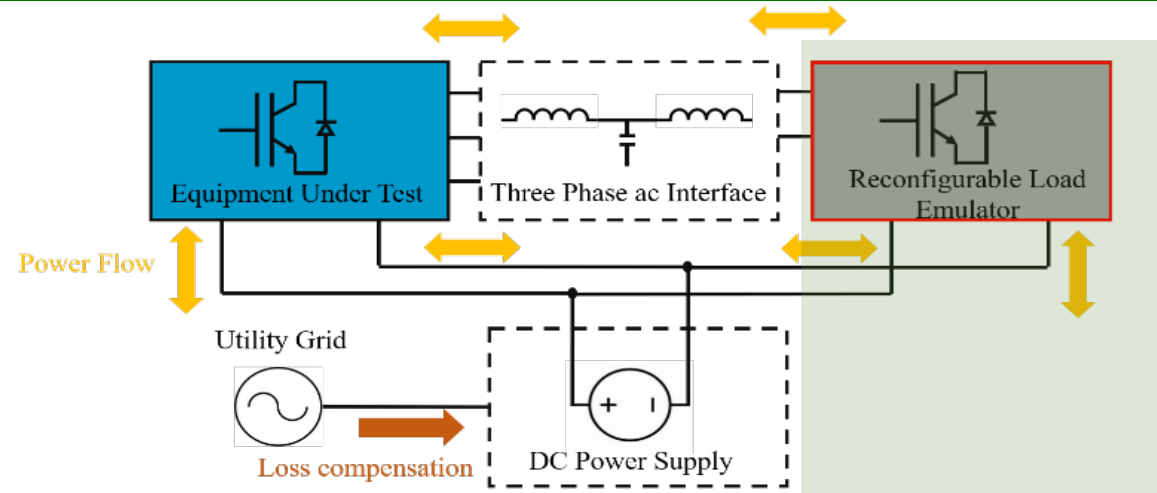 Equipment Under Test
Three Phase ac Interface
Reconfigurable Load
Emulator
Power Flow
Utility Grid
Loss compensation
DC Power Supply